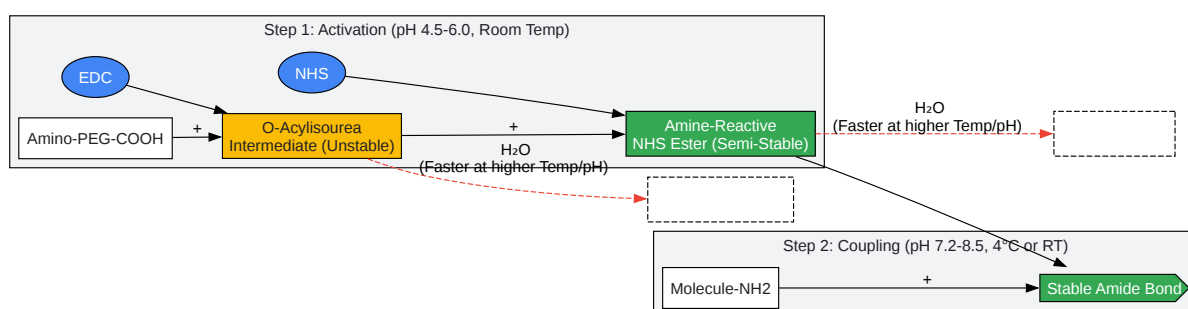 Step 1: Activation (pH 4.5-6.0, Room Temp)
EDC
NHS
Amino-PEG-COOH
+
O-Acylisourea
Intermediate (Unstable)
+
H₂O
(Faster at higher Temp/pH)
Amine-Reactive
NHS Ester (Semi-Stable)
H₂O
(Faster at higher Temp/pH)
Step 2: Coupling (pH 7.2-8.5, 4°C or RT)
Molecule-NH2
+
Stable Amide Bond